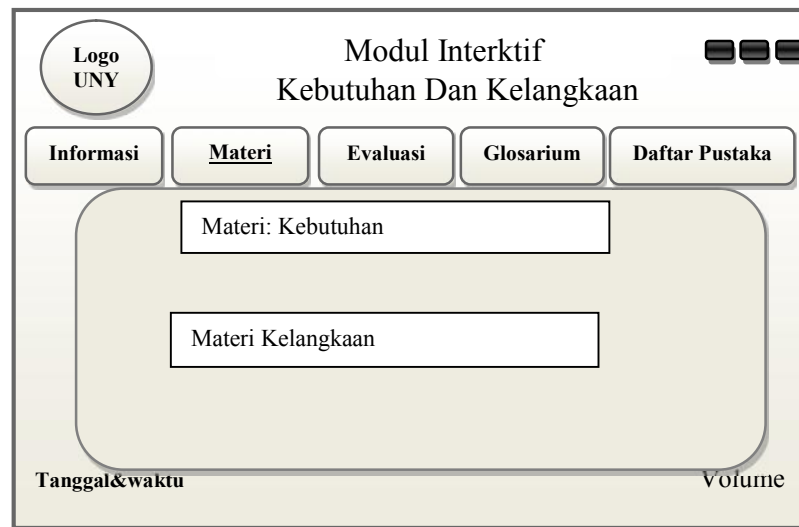 Logo
UNY
Modul Interktif
Kebutuhan Dan Kelangkaan
Informasi
Materi
Evaluasi
Glosarium
Daftar Pustaka
Materi: Kebutuhan
Materi Kelangkaan
Tanggal&waktu
Volume